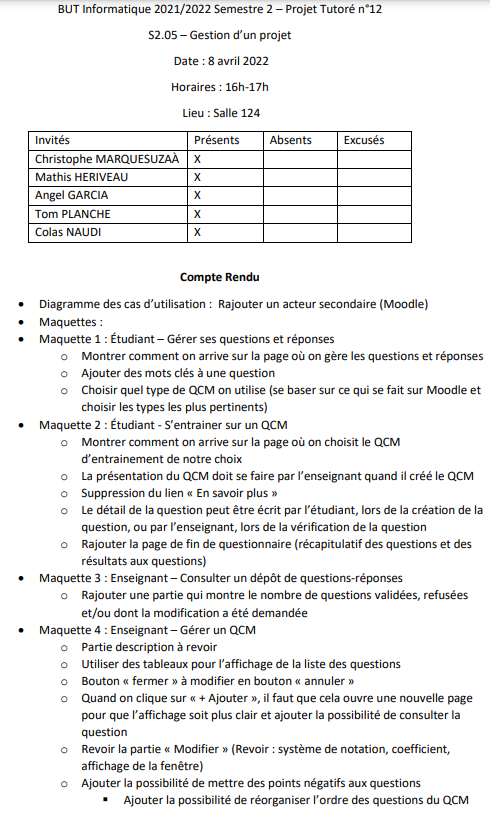 BUT Informatique 2021/2022 Semestre 2 – Projet Tutoré n°12
S2.05 – Gestion d'un projet
Date : 8 avril 2022
Horaires : 16h-17h
Lieu : Salle 124
Invités Présents Absents Excusés
Christophe MARQUESUZAÀ X
Mathis HERIVEAU X
Angel GARCIA X
Tom PLANCHE X
Colas NAUDI X
Compte Rendu
• Diagramme des cas d'utilisation : Rajouter un acteur secondaire (Moodle)
• Maquettes :
• Maquette 1 : Étudiant – Gérer ses questions et réponses
o Montrer comment on arrive sur la page où on gère les questions et réponses
o Ajouter des mots clés à une question
o Choisir quel type de QCM on utilise (se baser sur ce qui se fait sur Moodle et
choisir les types les plus pertinents)
• Maquette 2 : Étudiant - S'entrainer sur un QCM
o Montrer comment on arrive sur la page où on choisit le QCM
d'entrainement de notre choix
o La présentation du QCM doit se faire par l'enseignant quand il créé le QCM
o Suppression du lien « En savoir plus »
o Le détail de la question peut être écrit par l'étudiant, lors de la création de la
question, ou par l'enseignant, lors de la vérification de la question
o Rajouter la page de fin de questionnaire (récapitulatif des questions et des
résultats aux questions)
• Maquette 3 : Enseignant – Consulter un dépôt de questions-réponses
o Rajouter une partie qui montre le nombre de questions validées, refusées
et/ou dont la modification a été demandée
• Maquette 4 : Enseignant – Gérer un QCM
o Partie description à revoir
o Utiliser des tableaux pour l'affichage de la liste des questions
o Bouton « fermer » à modifier en bouton « annuler »
o Quand on clique sur « + Ajouter », il faut que cela ouvre une nouvelle page
pour que l'affichage soit plus clair et ajouter la possibilité de consulter la
question
o Revoir la partie « Modifier » (Revoir : système de notation, coefficient,
affichage de la fenêtre)
o Ajouter la possibilité de mettre des points négatifs aux questions
▪ Ajouter la possibilité de réorganiser l'ordre des questions du QCM